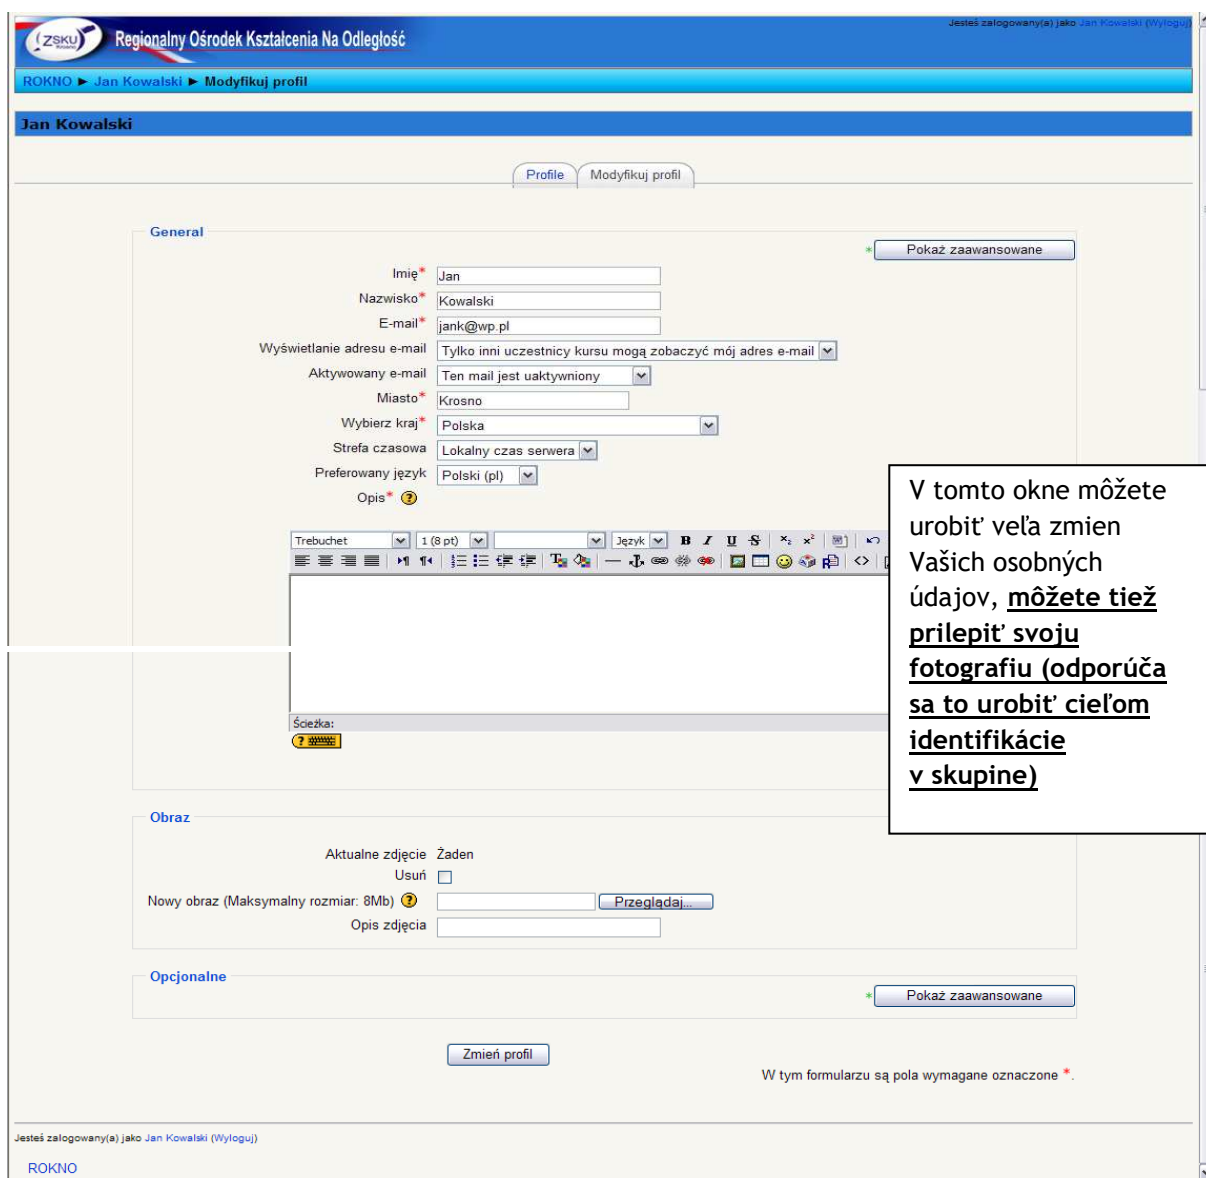 Jesteś zalogowany(a) jako Jan Kowalski (Wyloguj)
(ZSKU)
Regionalny Ośrodek Kształcenia Na Odległość
ROKNO ► Jan Kowalski ► Modyfikuj profil
Jan Kowalski
Profile Modyfikuj profil
General
* Pokaż zaawansowane
Imię* Jan
Nazwisko* Kowalski
E-mail* jank@wp.pl
Wyświetlanie adresu e-mail Tylko inni uczestnicy kursu mogą zobaczyć mój adres e-mail
Aktywowany e-mail Ten mail jest uaktywniony
Miasto* Krosno
Wybierz kraj* Polska
Strefa czasowa Lokalny czas serwera
Preferowany język Polski (pl)
Opis* ?
Trebuchet 1 (8 pt) Język B I U S x₂ x²
Ścieżka:
?
V tomto okne môžete
urobiť veľa zmien
Vašich osobných
údajov, môžete tiež
prilepiť svoju
fotografiu (odporúča
sa to urobiť cieľom
identifikácie
v skupine)
Obraz
Aktualne zdjęcie Żaden
Usuń
Nowy obraz (Maksymalny rozmiar: 8Mb) ? Przeglądaj...
Opis zdjęcia
Opcjonalne
* Pokaż zaawansowane
Zmień profil
W tym formularzu są pola wymagane oznaczone *.
Jesteś zalogowany(a) jako Jan Kowalski (Wyloguj)
ROKNO